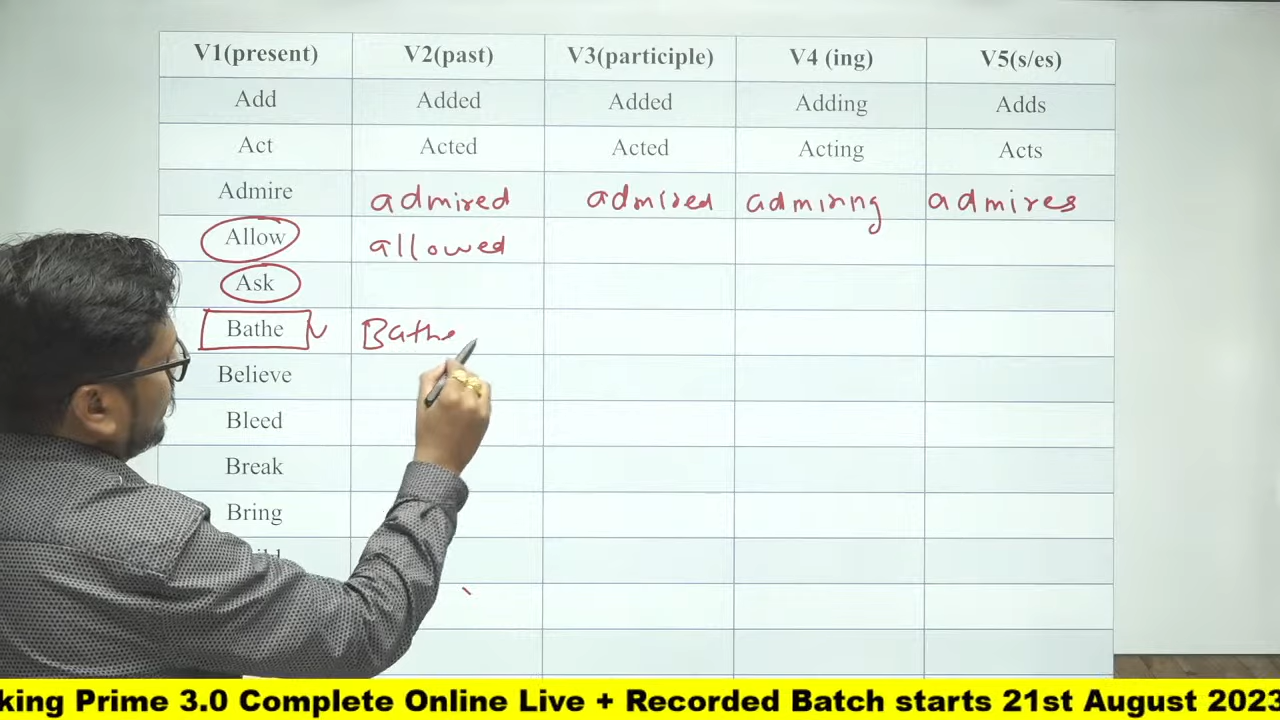 V1(present) V2(past) V3(participle) V4 (ing) V5(s/es)
Add Added Added Adding Adds
Act Acted Acted Acting Acts
Admire admired admired admiring admires
Allow allowed
Ask
Bathe Bathe
Believe
Bleed
Break
Bring
king Prime 3.0 Complete Online Live + Recorded Batch starts 21st August 2023